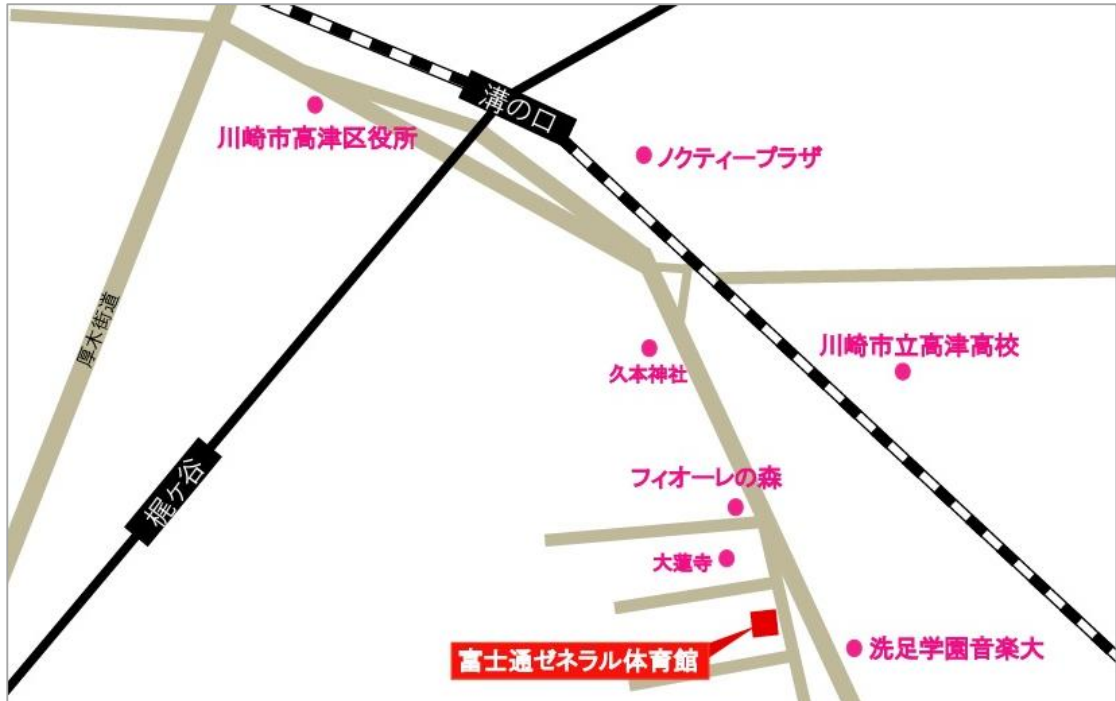 溝の口
川崎市高津区役所
ノクティープラザ
厚木街道
川崎市立高津高校
久本神社
梶ヶ谷
フィオーレの森
大蓮寺
富士通ゼネラル体育館
洗足学園音楽大